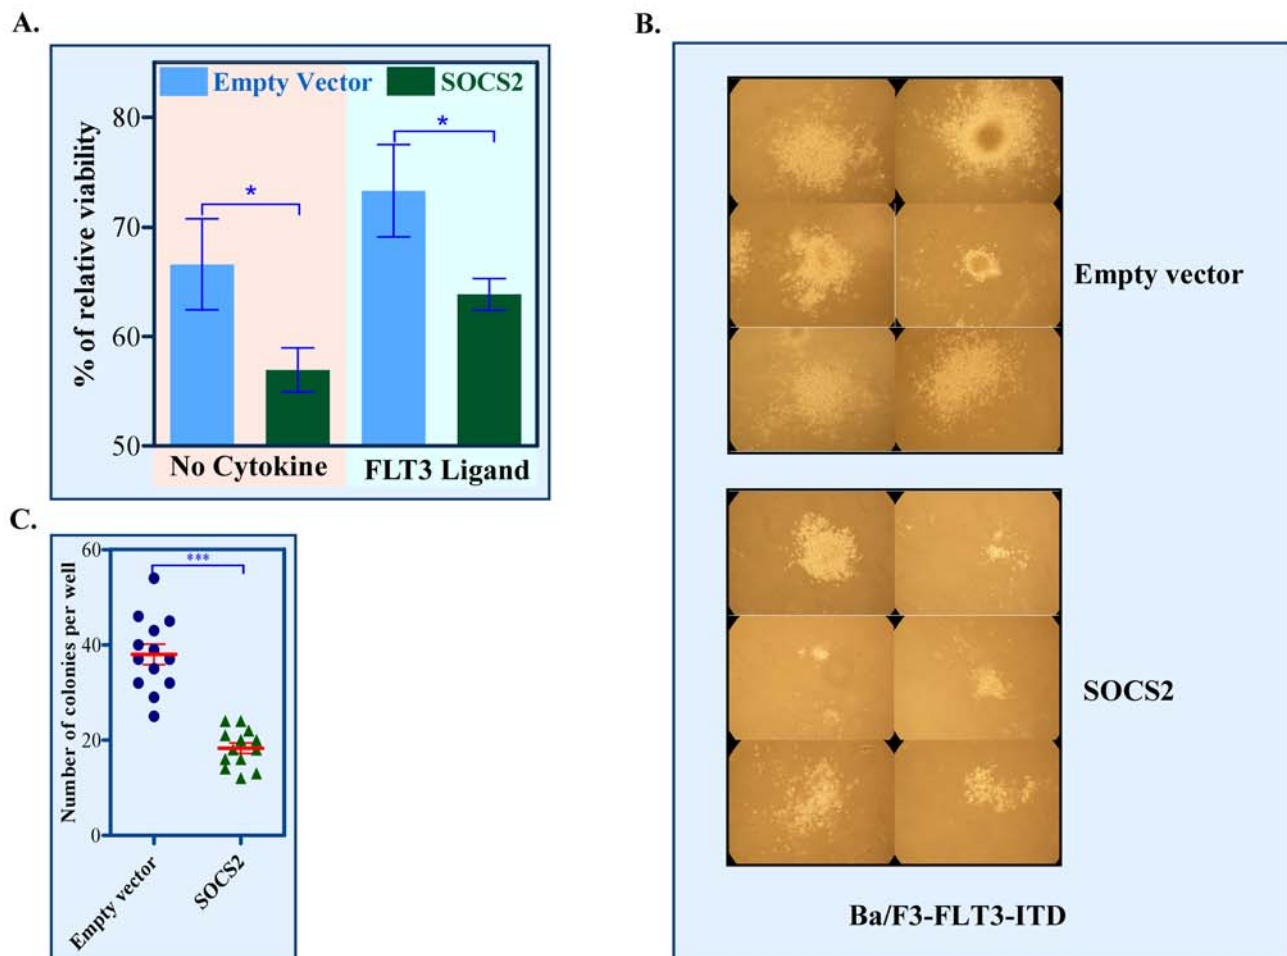 A.
Empty Vector
SOCS2
% of relative viability
80
70
60
50
*
*
No Cytokine
FLT3 Ligand
B.
Empty vector
SOCS2
Ba/F3-FLT3-ITD
C.
Number of colonies per well
60
40
20
0
***
Empty vector
SOCS2